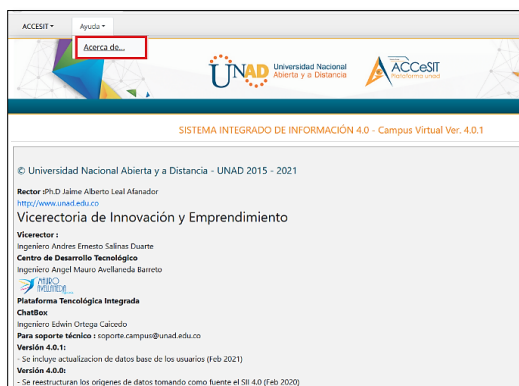 ACCESIT
Ayuda
Acerca de...
UNAD Universidad Nacional
Abierta y a Distancia
ACCeSIT
Plataforma unad
SISTEMA INTEGRADO DE INFORMACIÓN 4.0 - Campus Virtual Ver. 4.0.1
© Universidad Nacional Abierta y a Distancia - UNAD 2015 - 2021
Rector :Ph.D Jaime Alberto Leal Afanador
http://www.unad.edu.co
Vicerectoria de Innovación y Emprendimiento
Vicerector :
Ingeniero Andres Ernesto Salinas Duarte
Centro de Desarrollo Tecnológico
Ingeniero Angel Mauro Avellaneda Barreto
MAURO
AVELLANEDA
Plataforma Tencológica Integrada
ChatBox
Ingeniero Edwin Ortega Caicedo
Para soporte técnico : soporte.campus@unad.edu.co
Versión 4.0.1:
- Se incluye actualizacion de datos base de los usuarios (Feb 2021)
Versión 4.0.0:
- Se reestructuran los origenes de datos tomando como fuente el SII 4.0 (Feb 2020)